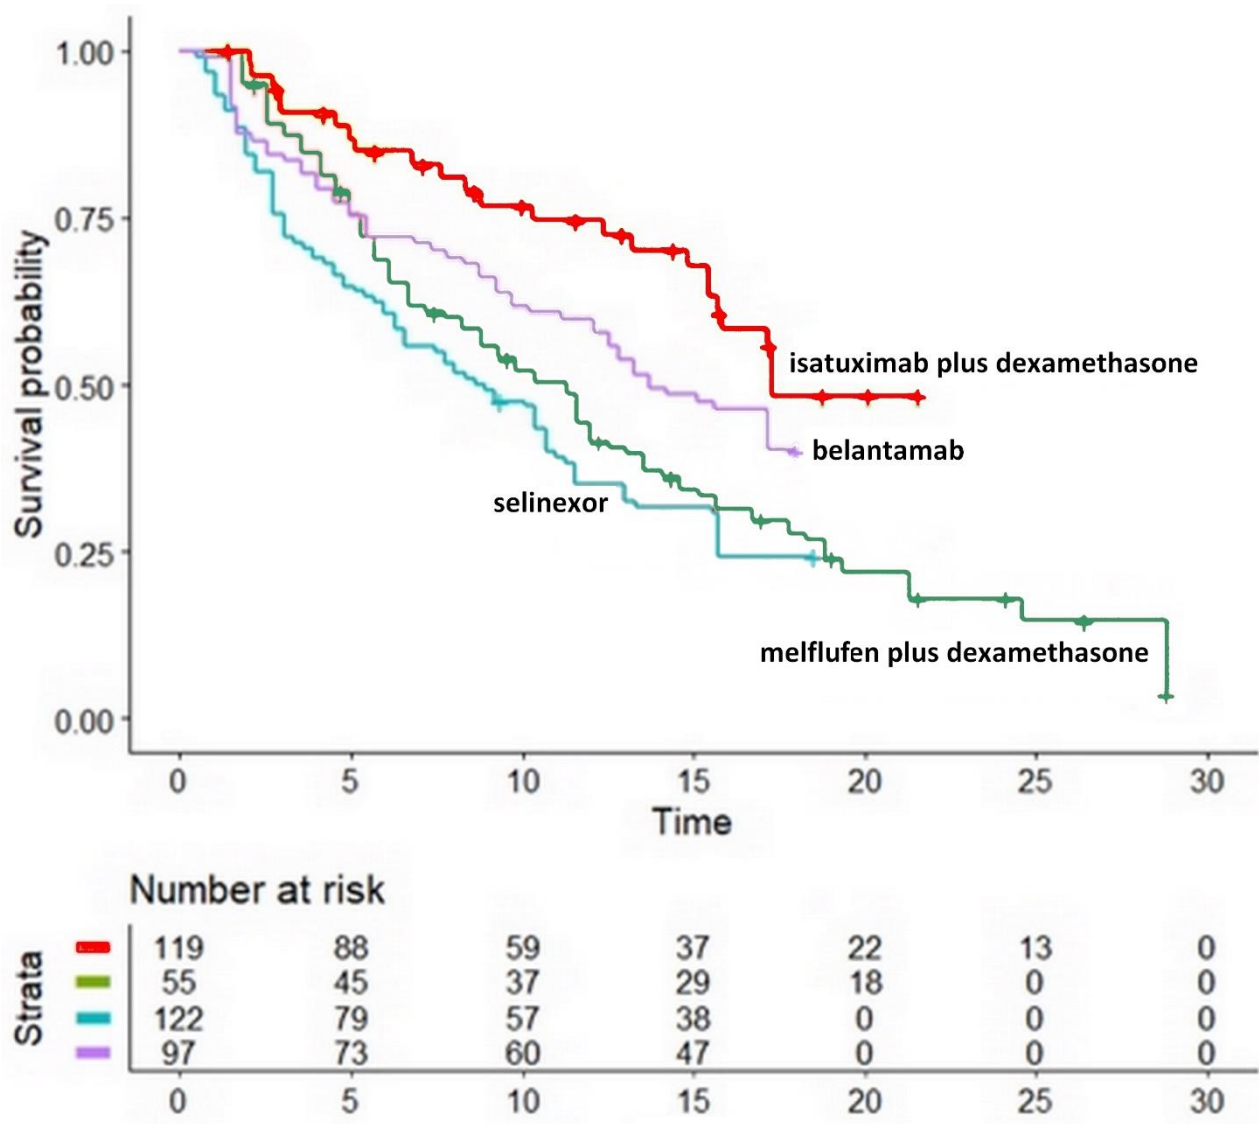 Survival probability
1.00
0.75
0.50
0.25
0.00
isatuximab plus dexamethasone
belantamab
selinexor
melflufen plus dexamethasone
0 5 10 15 20 25 30
Time
Number at risk
Strata
119 88 59 37 22 13 0
55 45 37 29 18 0 0
122 79 57 38 0 0 0
97 73 60 47 0 0 0
0 5 10 15 20 25 30